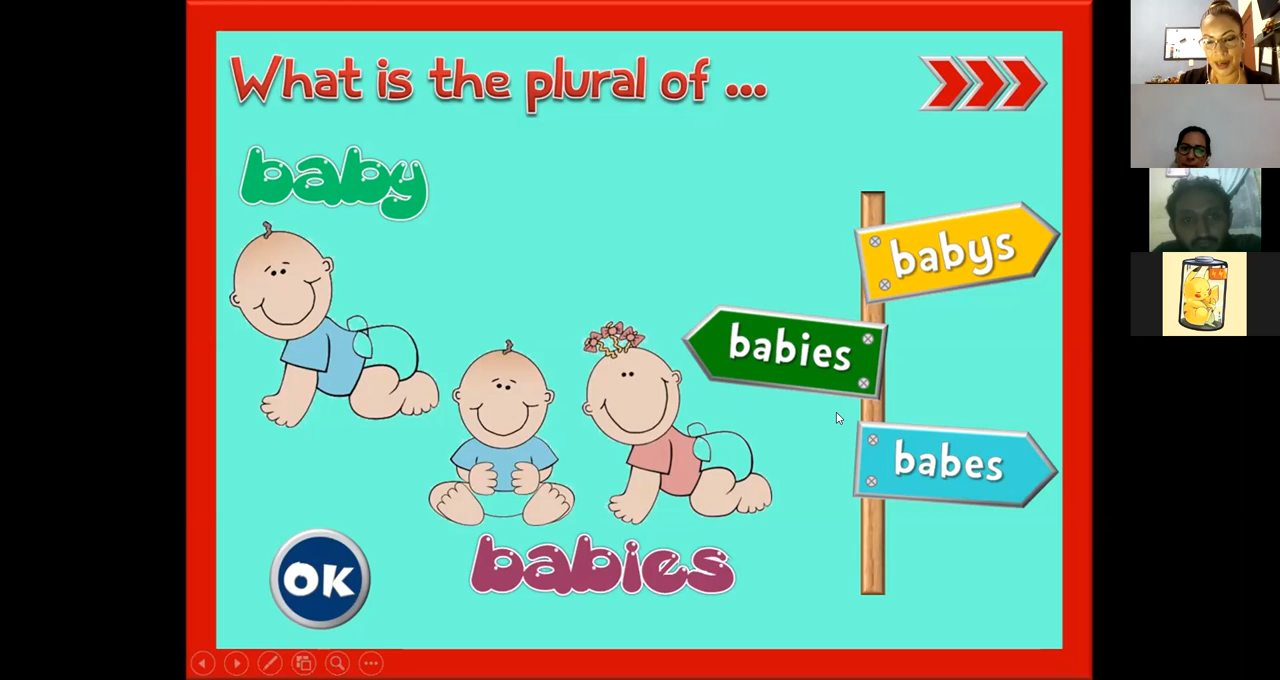 What is the plural of ...
baby
babys
babies
babes
babies
OK